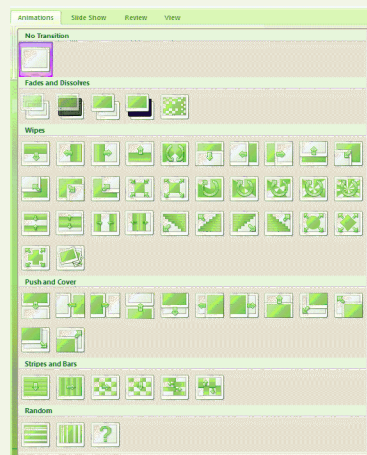 Animations Slide Show Review View
No Transition
Fades and Dissolves
Wipes
Push and Cover
Stripes and Bars
Random
?